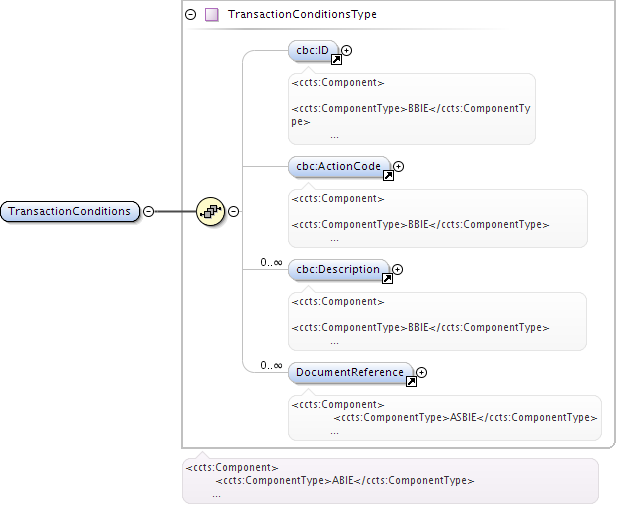 TransactionConditionsType
cbc:ID
<ccts:Component>
<ccts:ComponentType>BBIE</ccts:ComponentTy
pe>
...
cbc:ActionCode
<ccts:Component>
<ccts:ComponentType>BBIE</ccts:ComponentType>
...
TransactionConditions
0..∞
cbc:Description
<ccts:Component>
<ccts:ComponentType>BBIE</ccts:ComponentType>
...
0..∞
DocumentReference
<ccts:Component>
<ccts:ComponentType>ASBIE</ccts:ComponentType>
...
<ccts:Component>
<ccts:ComponentType>ABIE</ccts:ComponentType>
...